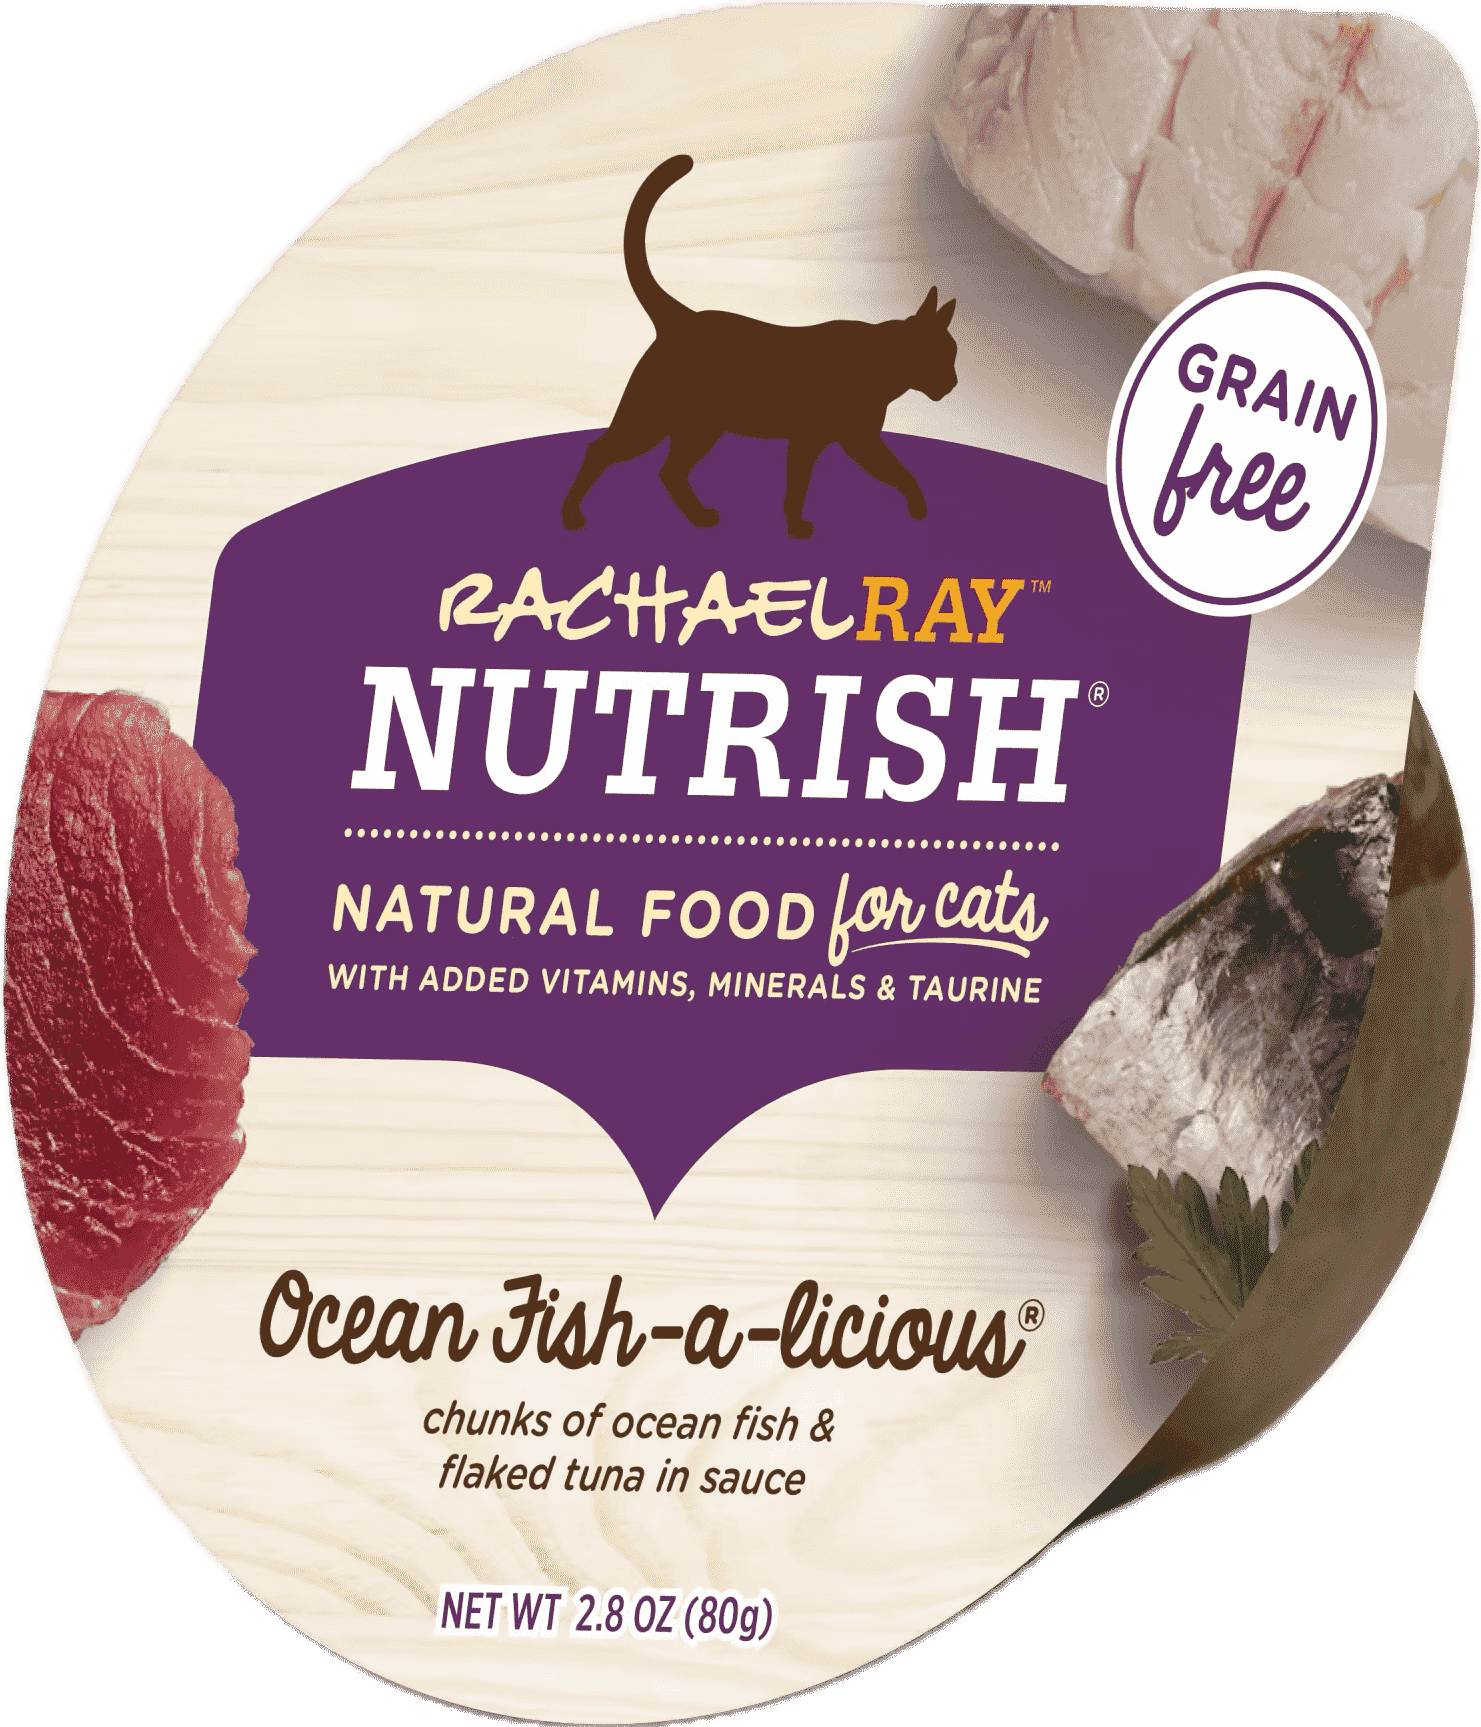 GRAIN
free
RACHAELRAY™
NUTRISH®
NATURAL FOOD for cats
WITH ADDED VITAMINS, MINERALS & TAURINE
Ocean Fish-a-licious®
chunks of ocean fish &
flaked tuna in sauce
NET WT 2.8 OZ (80g)